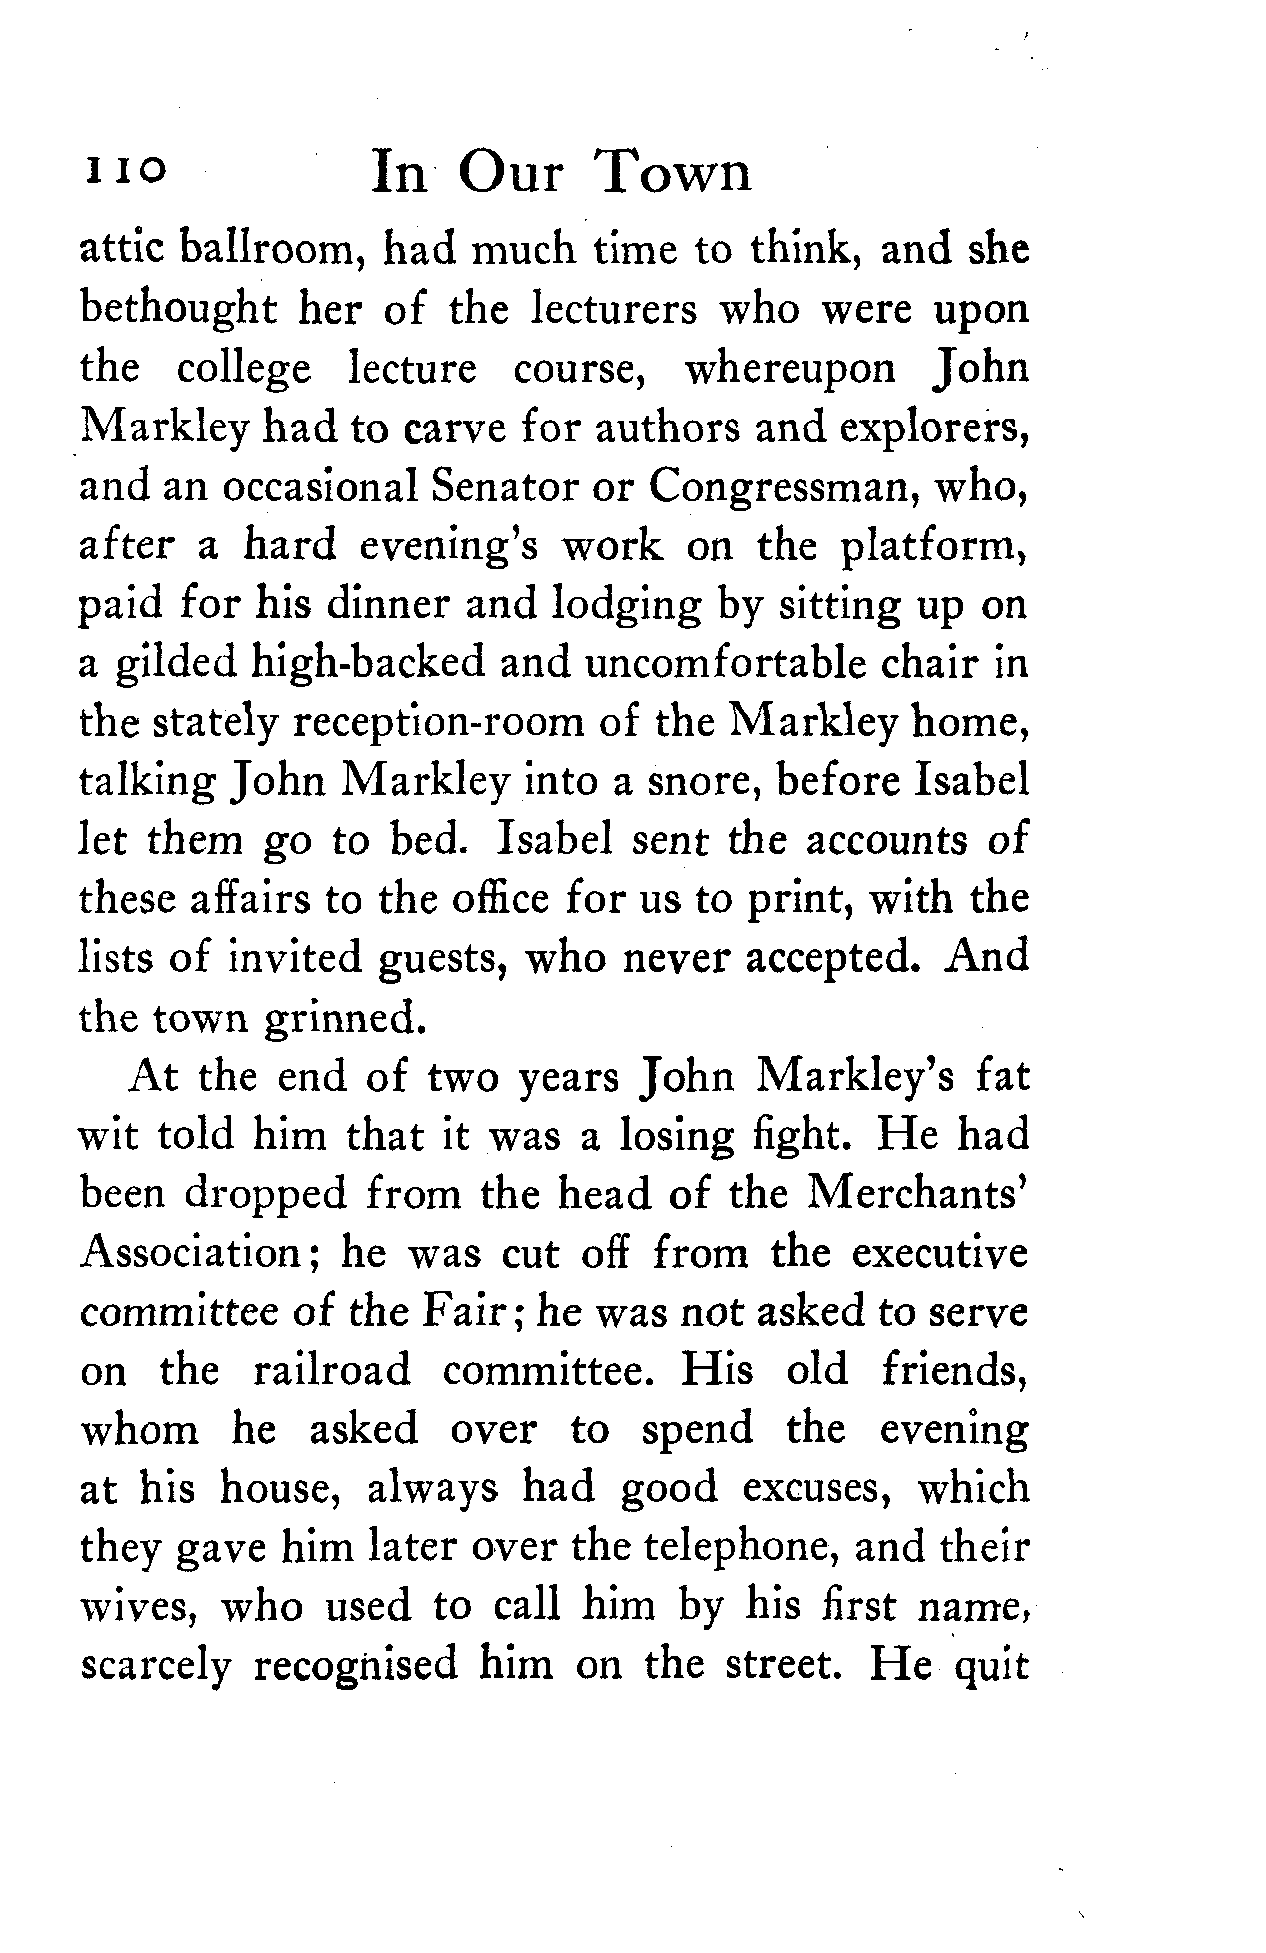 110 In Our Town
attic ballroom, had much time to think, and she
bethought her of the lecturers who were upon
the college lecture course, whereupon John
Markley had to carve for authors and explorers,
and an occasional Senator or Congressman, who,
after a hard evening's work on the platform,
paid for his dinner and lodging by sitting up on
a gilded high-backed and uncomfortable chair in
the stately reception-room of the Markley home,
talking John Markley into a snore, before Isabel
let them go to bed. Isabel sent the accounts of
these affairs to the office for us to print, with the
lists of invited guests, who never accepted. And
the town grinned.
At the end of two years John Markley's fat
wit told him that it was a losing fight. He had
been dropped from the head of the Merchants'
Association; he was cut off from the executive
committee of the Fair; he was not asked to serve
on the railroad committee. His old friends,
whom he asked over to spend the evening
at his house, always had good excuses, which
they gave him later over the telephone, and their
wives, who used to call him by his first name,
scarcely recognised him on the street. He quit